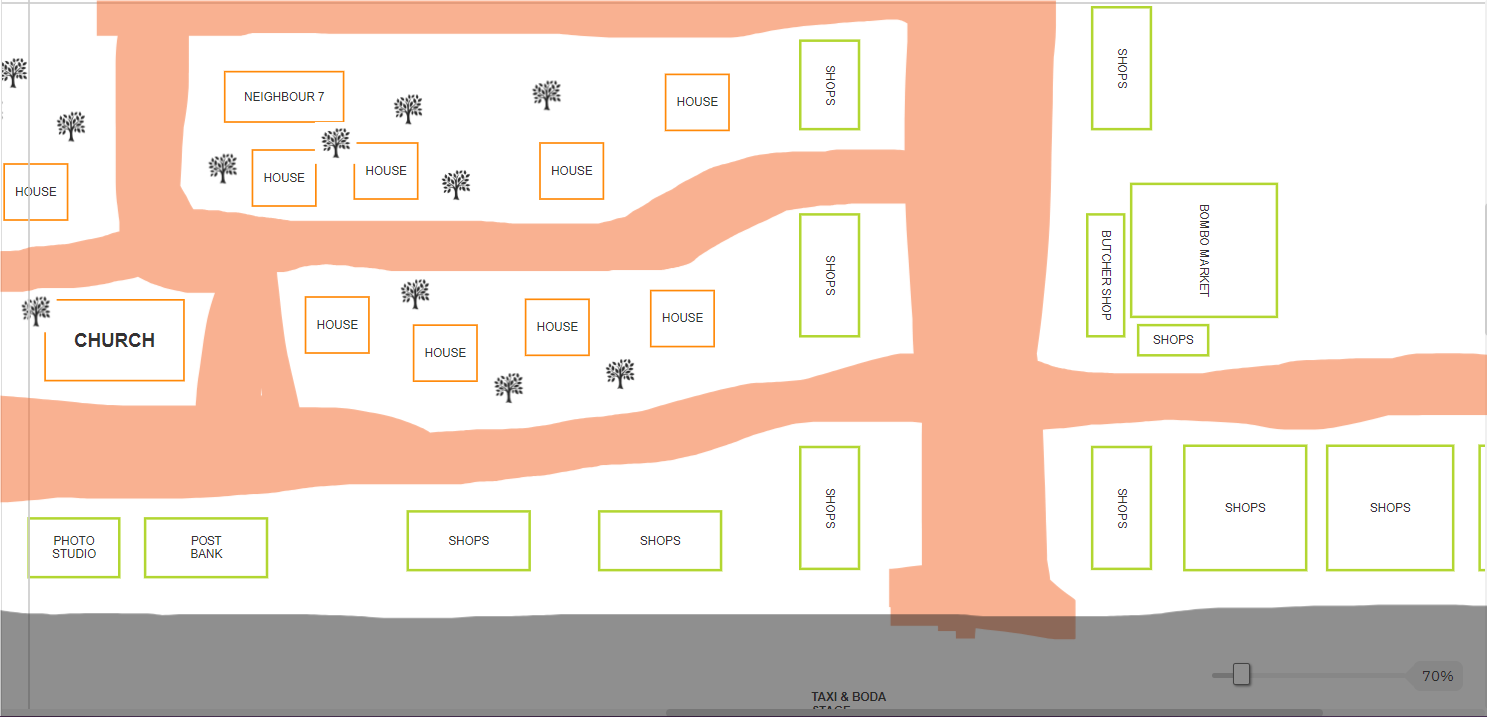 SHOPS
SHOPS
NEIGHBOUR 7
HOUSE
HOUSE
HOUSE
HOUSE
HOUSE
SHOPS
BUTCHER SHOP
BOMBO MARKET
SHOPS
CHURCH
HOUSE
HOUSE
HOUSE
HOUSE
PHOTO
STUDIO
POST
BANK
SHOPS
SHOPS
SHOPS
SHOPS
SHOPS
SHOPS
70%
TAXI & BODA
STAGE